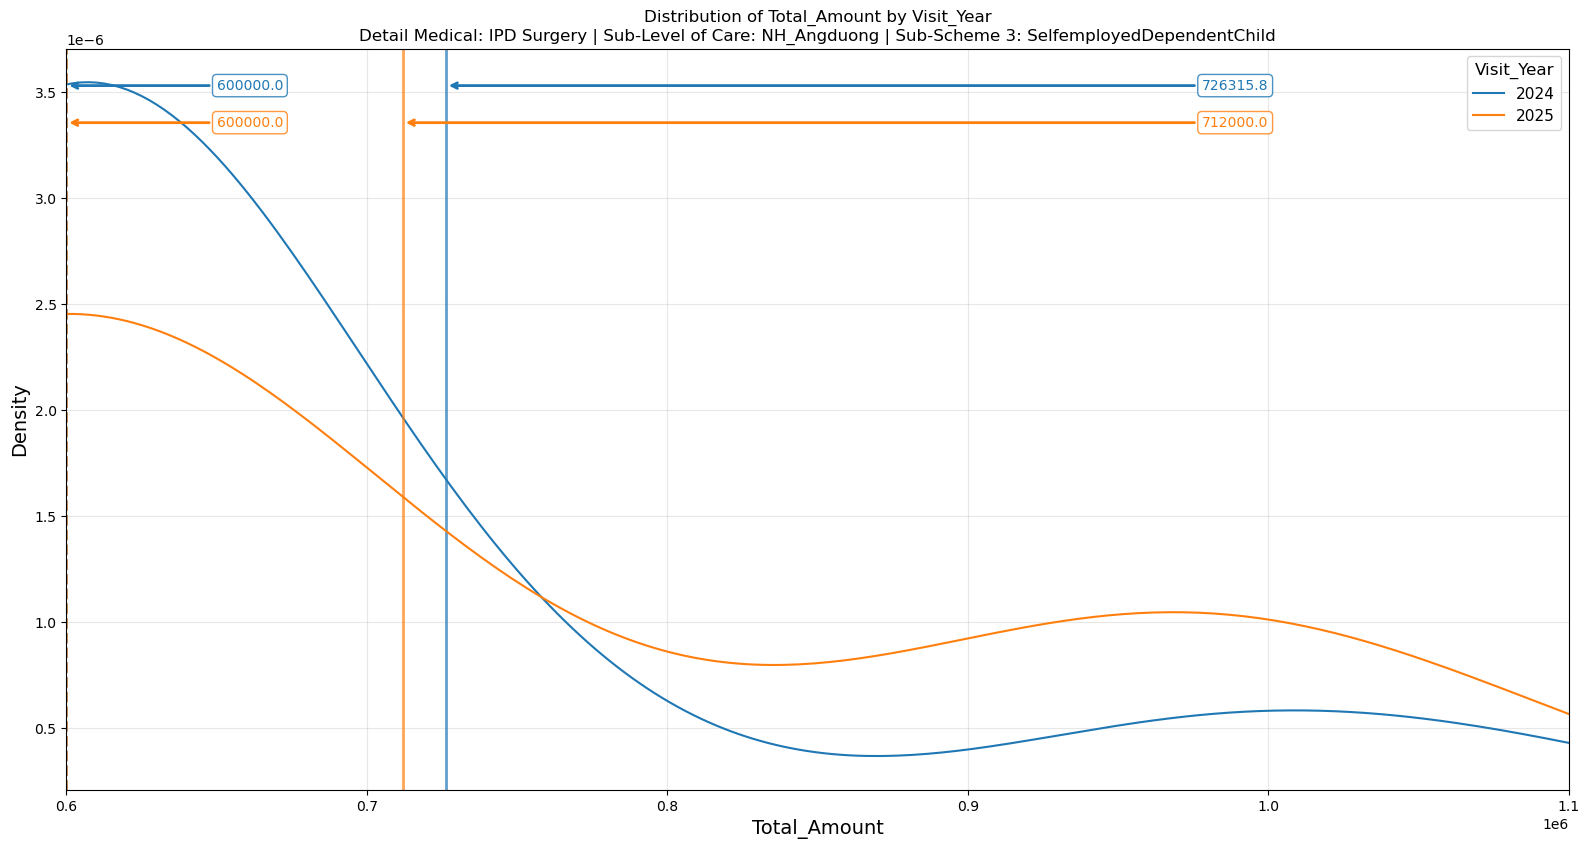 Distribution of Total_Amount by Visit_Year
Detail Medical: IPD Surgery | Sub-Level of Care: NH_Angduong | Sub-Scheme 3: SelfemployedDependentChild
1e−6
Visit_Year
2024
2025
600000.0
726315.8
600000.0
712000.0
3.5
3.0
2.5
2.0
1.5
1.0
0.5
Density
0.6
0.7
0.8
0.9
1.0
1.1
1e6
Total_Amount